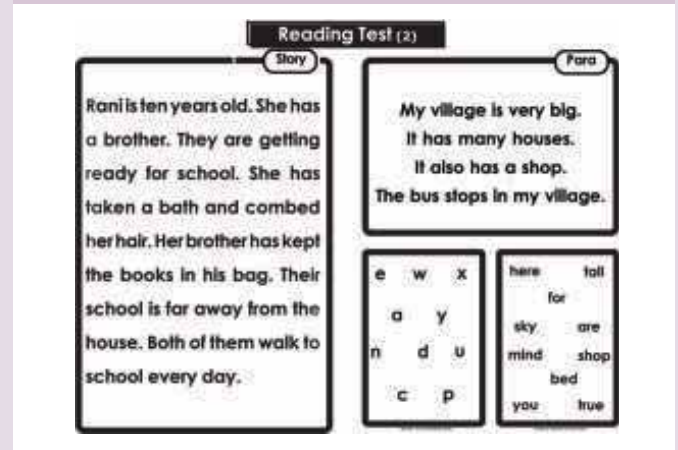 Reading Test (2)
Story
Rani is ten years old. She has
a brother. They are getting
ready for school. She has
taken a bath and combed
her hair. Her brother has kept
the books in his bag. Their
school is far away from the
house. Both of them walk to
school every day.
Para
My village is very big.
It has many houses.
It also has a shop.
The bus stops in my village.
e w x
a y
n d u
c p
here tall
for
sky are
mind shop
bed
you true